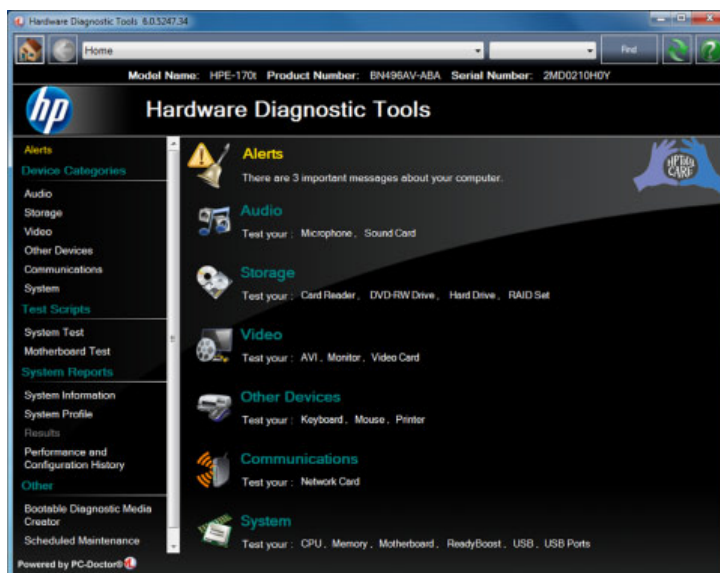 Hardware Diagnostic Tools 6.0.5247.34
Home
Find
Model Name: HPE-170t Product Number: BN496AV-ABA Serial Number: 2MD0210H0Y
hp
Hardware Diagnostic Tools
Alerts
Device Categories
Audio
Storage
Video
Other Devices
Communications
System
Test Scripts
System Test
Motherboard Test
System Reports
System Information
System Profile
Results
Performance and
Configuration History
Other
Bootable Diagnostic Media
Creator
Scheduled Maintenance
Powered by PC-Doctor®
Alerts
There are 3 important messages about your computer.
HP TOTAL
CARE
Audio
Test your : Microphone , Sound Card
Storage
Test your : Card Reader , DVD-RW Drive , Hard Drive , RAID Set
Video
Test your : AVI , Monitor , Video Card
Other Devices
Test your : Keyboard , Mouse , Printer
Communications
Test your : Network Card
System
Test your : CPU , Memory , Motherboard , ReadyBoost , USB , USB Ports